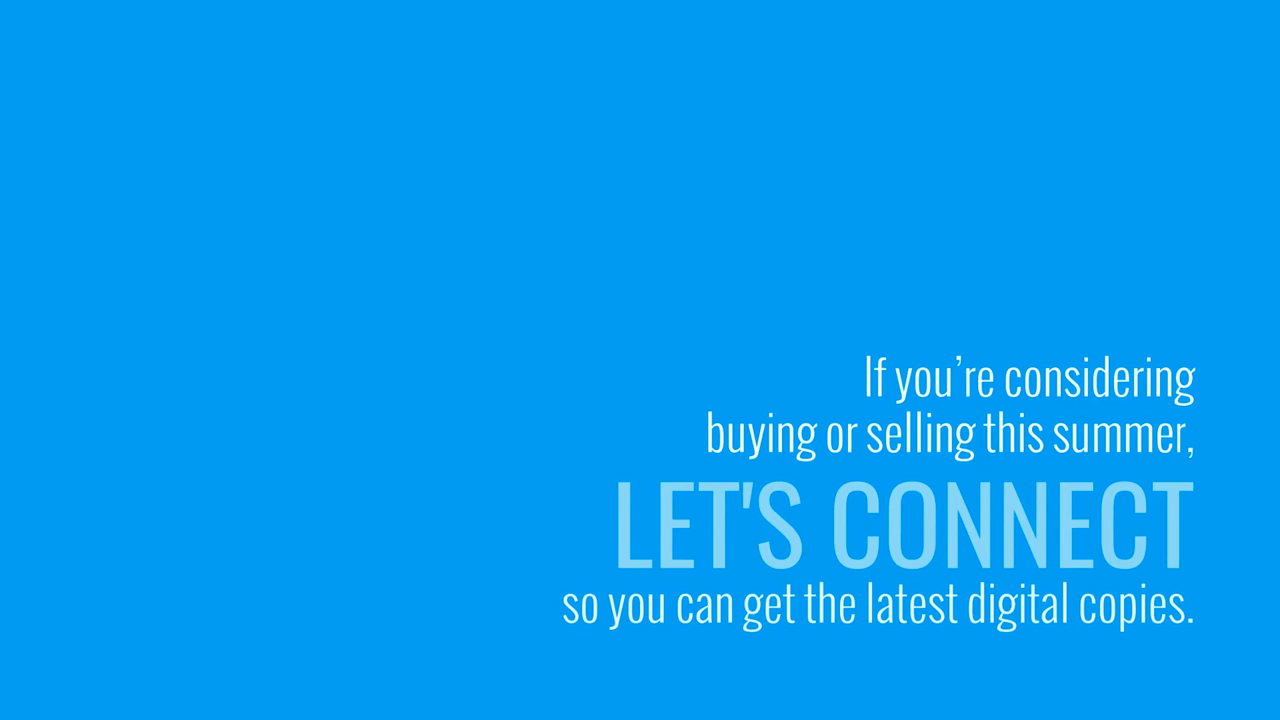 If you’re considering
buying or selling this summer,
LET'S CONNECT
so you can get the latest digital copies.